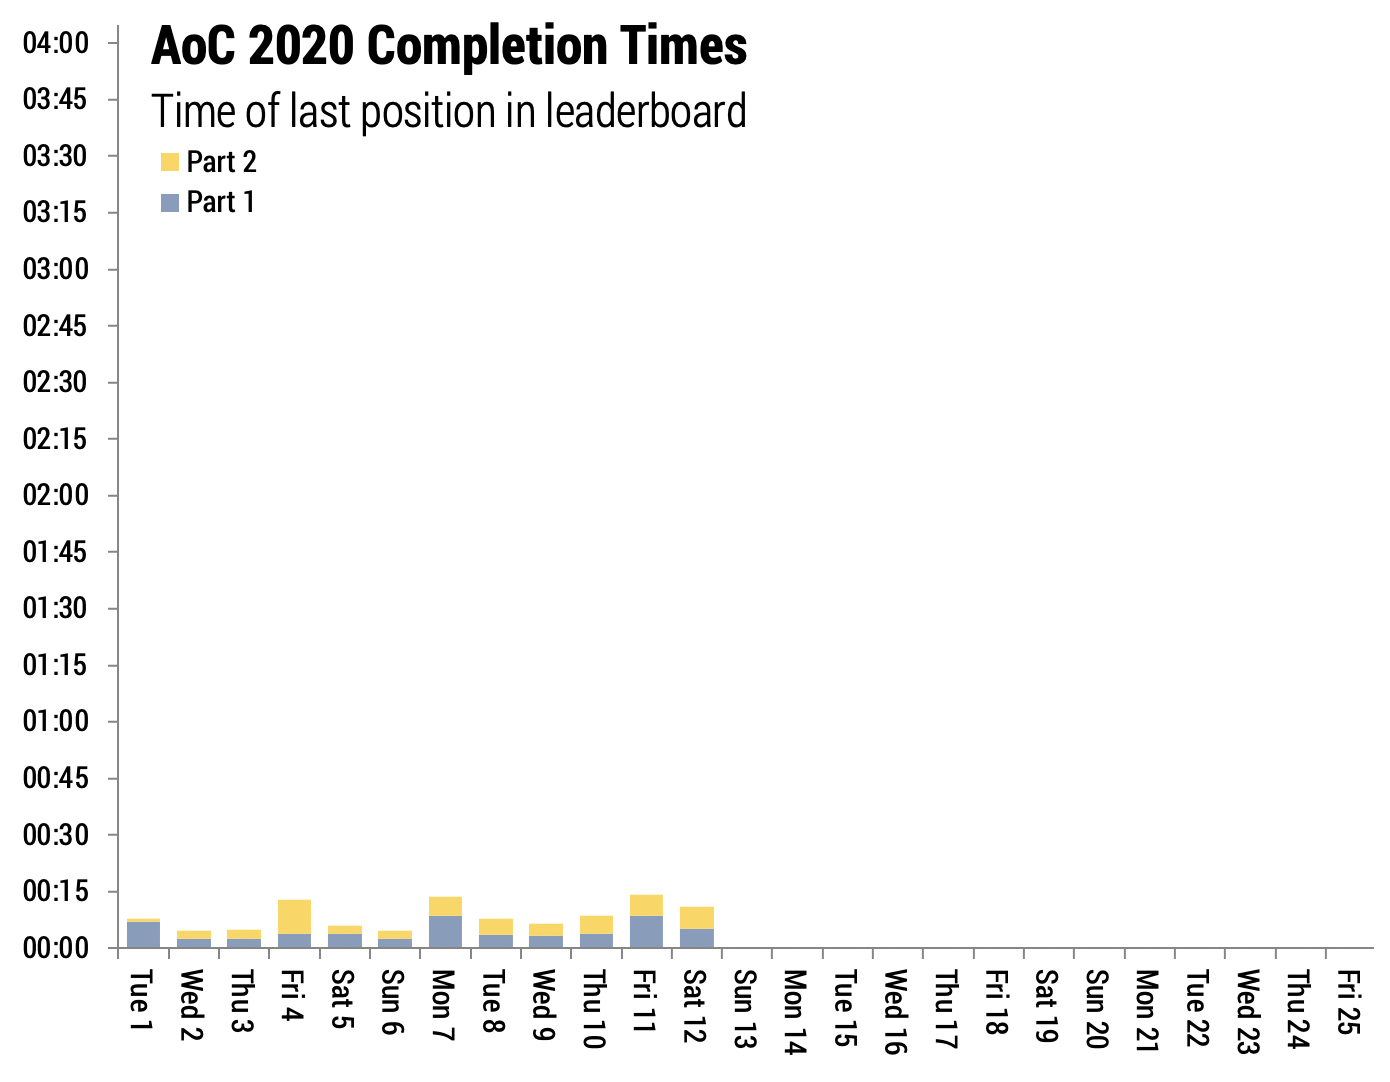 AoC 2020 Completion Times
Time of last position in leaderboard
Part 2
Part 1
04:00
03:45
03:30
03:15
03:00
02:45
02:30
02:15
02:00
01:45
01:30
01:15
01:00
00:45
00:30
00:15
00:00
Tue 1
Wed 2
Thu 3
Fri 4
Sat 5
Sun 6
Mon 7
Tue 8
Wed 9
Thu 10
Fri 11
Sat 12
Sun 13
Mon 14
Tue 15
Wed 16
Thu 17
Fri 18
Sat 19
Sun 20
Mon 21
Tue 22
Wed 23
Thu 24
Fri 25